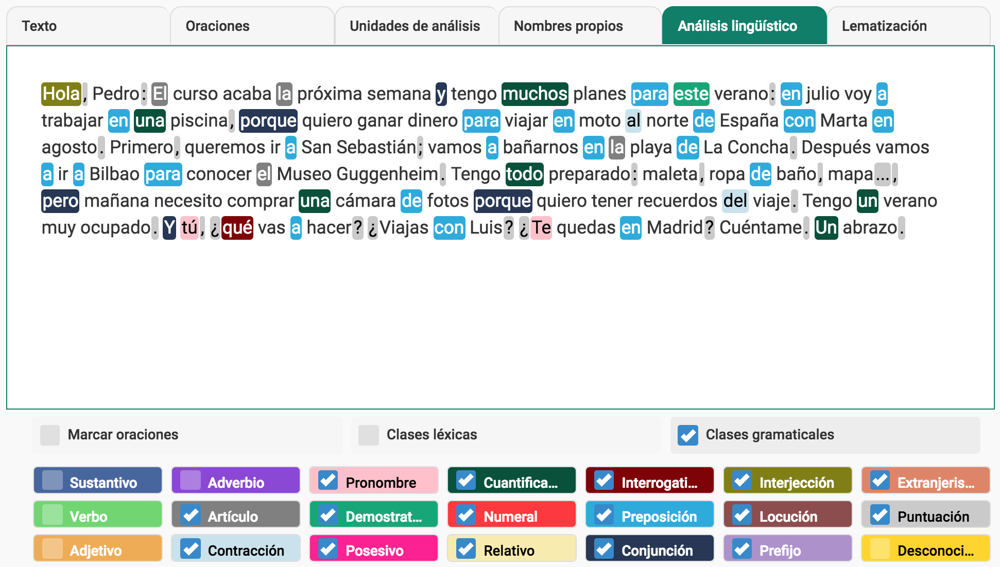 Texto Oraciones Unidades de análisis Nombres propios Análisis lingüístico Lematización
Hola, Pedro: El curso acaba la próxima semana y tengo muchos planes para este verano: en julio voy a
trabajar en una piscina, porque quiero ganar dinero para viajar en moto al norte de España con Marta en
agosto. Primero, queremos ir a San Sebastián; vamos a bañarnos en la playa de La Concha. Después vamos
a ir a Bilbao para conocer el Museo Guggenheim. Tengo todo preparado: maleta, ropa de baño, mapa...,
pero mañana necesito comprar una cámara de fotos porque quiero tener recuerdos del viaje. Tengo un verano
muy ocupado. Y tú, ¿qué vas a hacer? ¿Viajas con Luis? ¿Te quedas en Madrid? Cuéntame. Un abrazo.
Marcar oraciones Clases léxicas Clases gramaticales
Sustantivo Adverbio Pronombre Cuantifica... Interrogati... Interjección Extranjeris...
Verbo Artículo Demostrat... Numeral Preposición Locución Puntuación
Adjetivo Contracción Posesivo Relativo Conjunción Prefijo Desconoci...